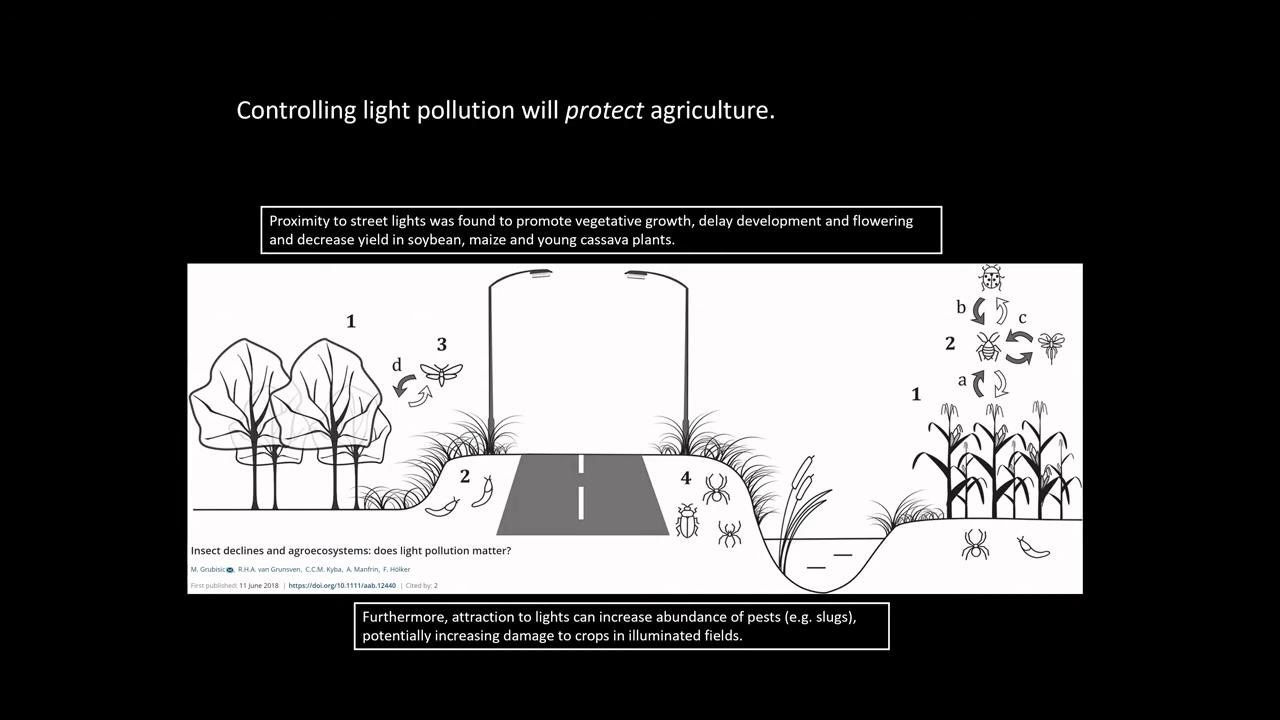 Controlling light pollution will protect agriculture.
Proximity to street lights was found to promote vegetative growth, delay development and flowering
and decrease yield in soybean, maize and young cassava plants.
1
3
d
2
4
b
c
2
a
1
Insect declines and agroecosystems: does light pollution matter?
M. Grubisic, R.H.A. van Grunsven, C.C.M. Kyba, A. Manfrin, F. Hölker
First published: 11 June 2018 | https://doi.org/10.1111/aab.12440 | Cited by: 2
Furthermore, attraction to lights can increase abundance of pests (e.g. slugs),
potentially increasing damage to crops in illuminated fields.